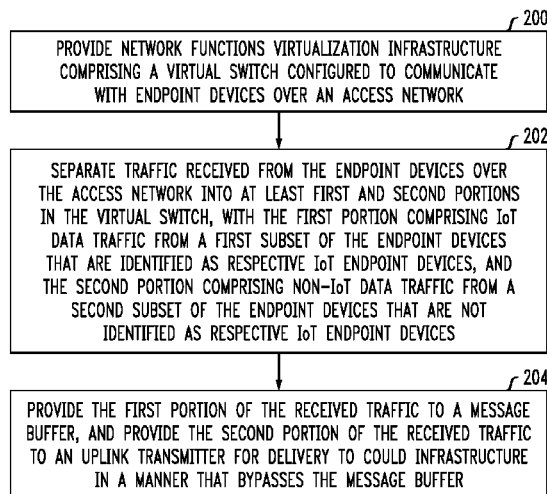 200
PROVIDE NETWORK FUNCTIONS VIRTUALIZATION INFRASTRUCTURE
COMPRISING A VIRTUAL SWITCH CONFIGURED TO COMMUNICATE
WITH ENDPOINT DEVICES OVER AN ACCESS NETWORK
202
SEPARATE TRAFFIC RECEIVED FROM THE ENDPOINT DEVICES OVER
THE ACCESS NETWORK INTO AT LEAST FIRST AND SECOND PORTIONS
IN THE VIRTUAL SWITCH, WITH THE FIRST PORTION COMPRISING IoT
DATA TRAFFIC FROM A FIRST SUBSET OF THE ENDPOINT DEVICES
THAT ARE IDENTIFIED AS RESPECTIVE IoT ENDPOINT DEVICES, AND
THE SECOND PORTION COMPRISING NON-IoT DATA TRAFFIC FROM A
SECOND SUBSET OF THE ENDPOINT DEVICES THAT ARE NOT
IDENTIFIED AS RESPECTIVE IoT ENDPOINT DEVICES
204
PROVIDE THE FIRST PORTION OF THE RECEIVED TRAFFIC TO A MESSAGE
BUFFER, AND PROVIDE THE SECOND PORTION OF THE RECEIVED TRAFFIC
TO AN UPLINK TRANSMITTER FOR DELIVERY TO COULD INFRASTRUCTURE
IN A MANNER THAT BYPASSES THE MESSAGE BUFFER